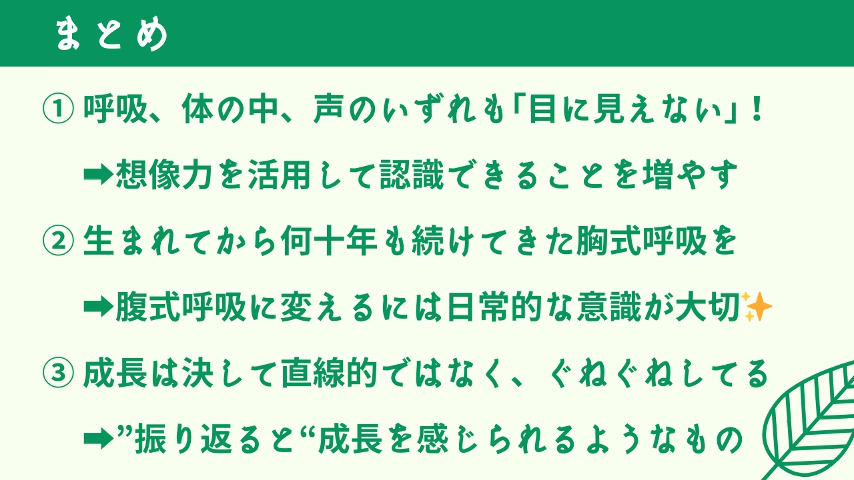 まとめ
① 呼吸、体の中、声のいずれも「目に見えない」！
➡想像力を活用して認識できることを増やす
② 生まれてから何十年も続けてきた胸式呼吸を
➡腹式呼吸に変えるには日常的な意識が大切✨
③ 成長は決して直線的ではなく、ぐねぐねしてる
➡”振り返ると“成長を感じられるようなもの